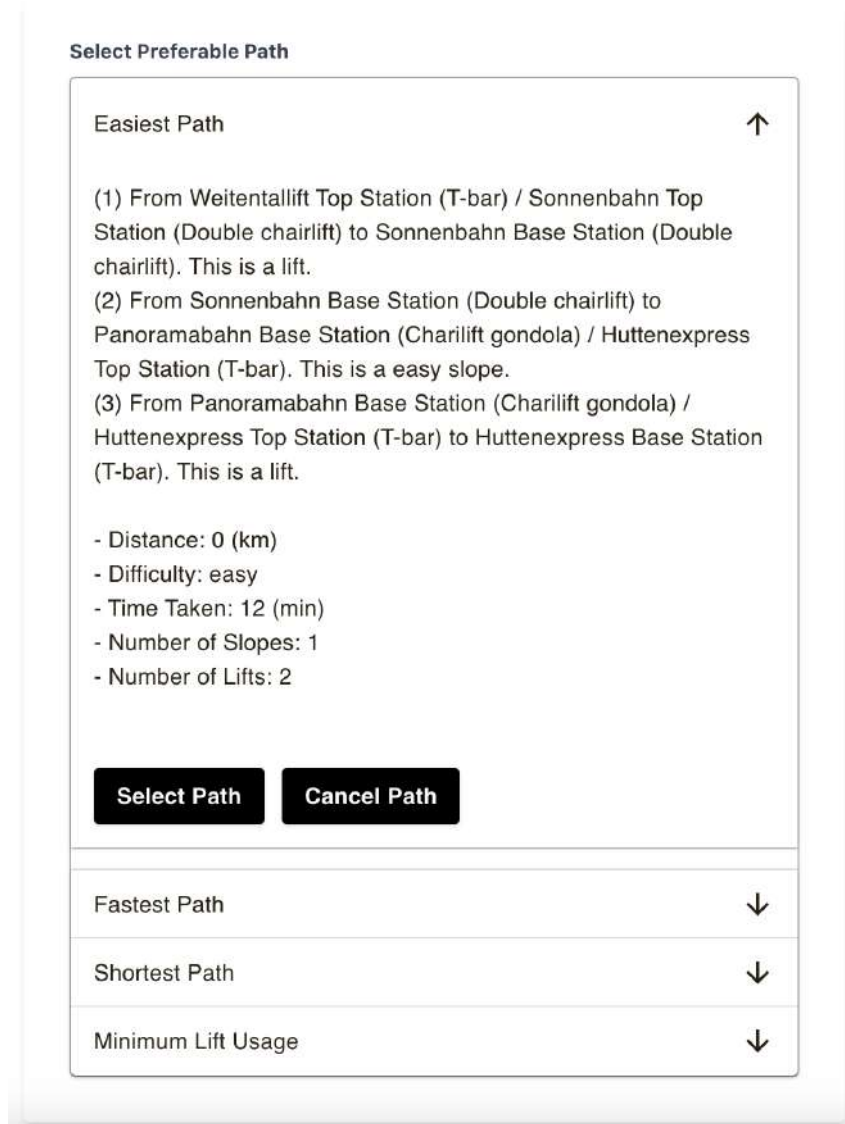 Select Preferable Path
Easiest Path
(1) From Weitentallift Top Station (T-bar) / Sonnenbahn Top
Station (Double chairlift) to Sonnenbahn Base Station (Double
chairlift). This is a lift.
(2) From Sonnenbahn Base Station (Double chairlift) to
Panoramabahn Base Station (Charilift gondola) / Huttenexpress
Top Station (T-bar). This is a easy slope.
(3) From Panoramabahn Base Station (Charilift gondola) /
Huttenexpress Top Station (T-bar) to Huttenexpress Base Station
(T-bar). This is a lift.
- Distance: 0 (km)
- Difficulty: easy
- Time Taken: 12 (min)
- Number of Slopes: 1
- Number of Lifts: 2
Select Path Cancel Path
Fastest Path
Shortest Path
Minimum Lift Usage